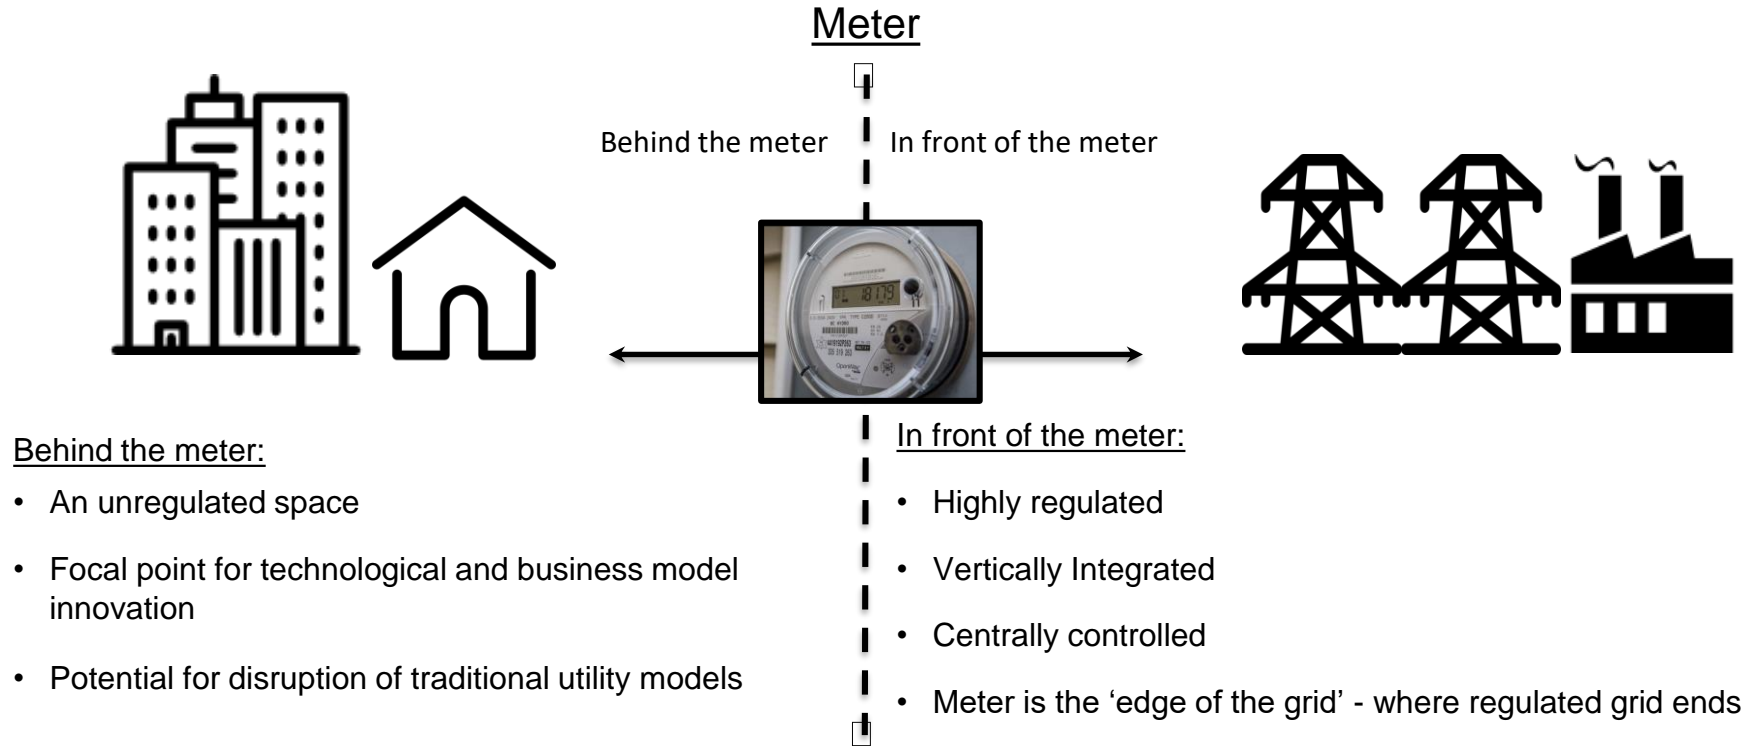 Meter
Behind the meter
In front of the meter
18179
Behind the meter:
• An unregulated space
• Focal point for technological and business model
innovation
• Potential for disruption of traditional utility models
In front of the meter:
• Highly regulated
• Vertically Integrated
• Centrally controlled
• Meter is the ‘edge of the grid’ - where regulated grid ends